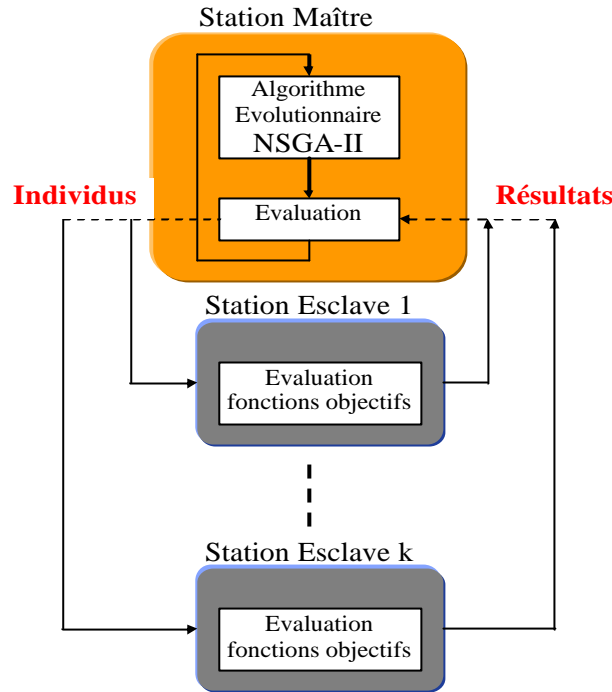 Station Maître
Algorithme
Evolutionnaire
NSGA-II
Individus
Evaluation
Résultats
Station Esclave 1
Evaluation
fonctions objectifs
Station Esclave k
Evaluation
fonctions objectifs